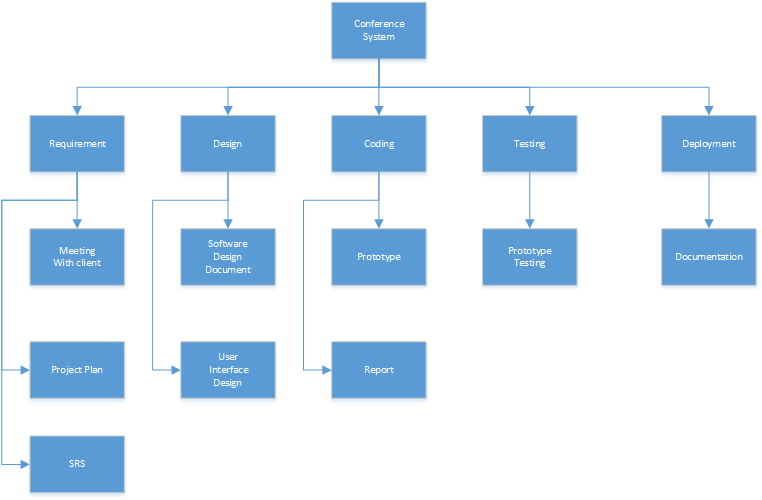 Conference
System
Requirement
Design
Coding
Testing
Deployment
Meeting
With client
Software
Design
Document
Prototype
Prototype
Testing
Documentation
Project Plan
User
Interface
Design
Report
SRS